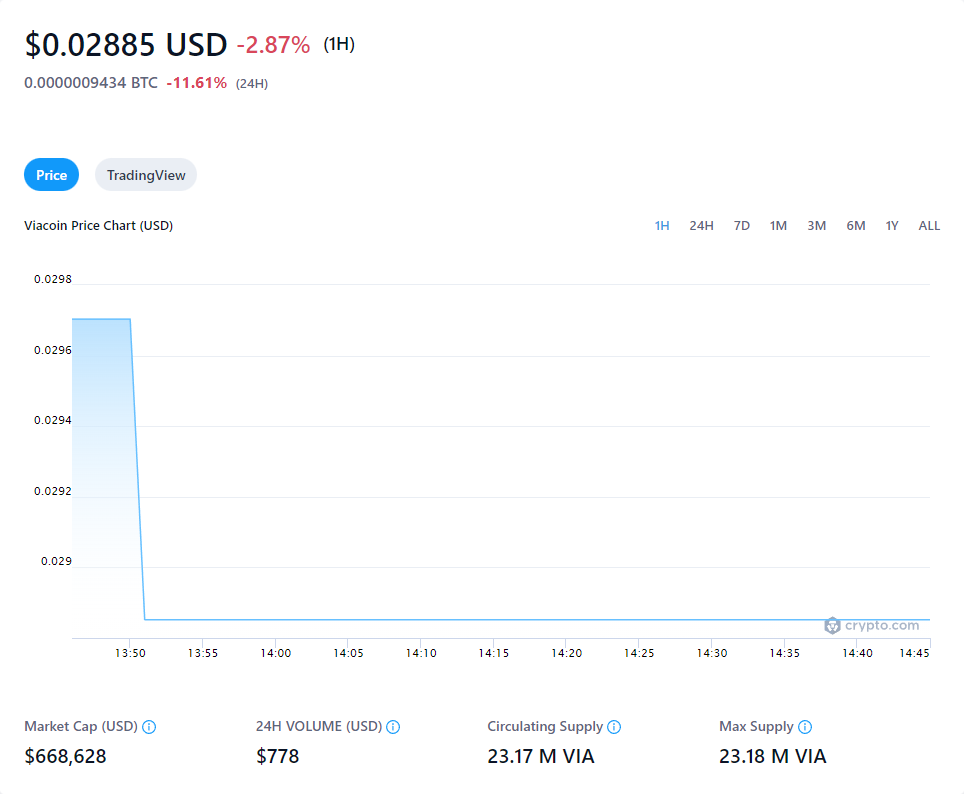 $0.02885 USD -2.87% (1H)
0.0000009434 BTC -11.61% (24H)
Price TradingView
Viacoin Price Chart (USD) 1H 24H 7D 1M 3M 6M 1Y ALL
0.0298
0.0296
0.0294
0.0292
0.029
crypto.com
13:50 13:55 14:00 14:05 14:10 14:15 14:20 14:25 14:30 14:35 14:40 14:45
Market Cap (USD) 24H VOLUME (USD) Circulating Supply Max Supply
$668,628 $778 23.17 M VIA 23.18 M VIA